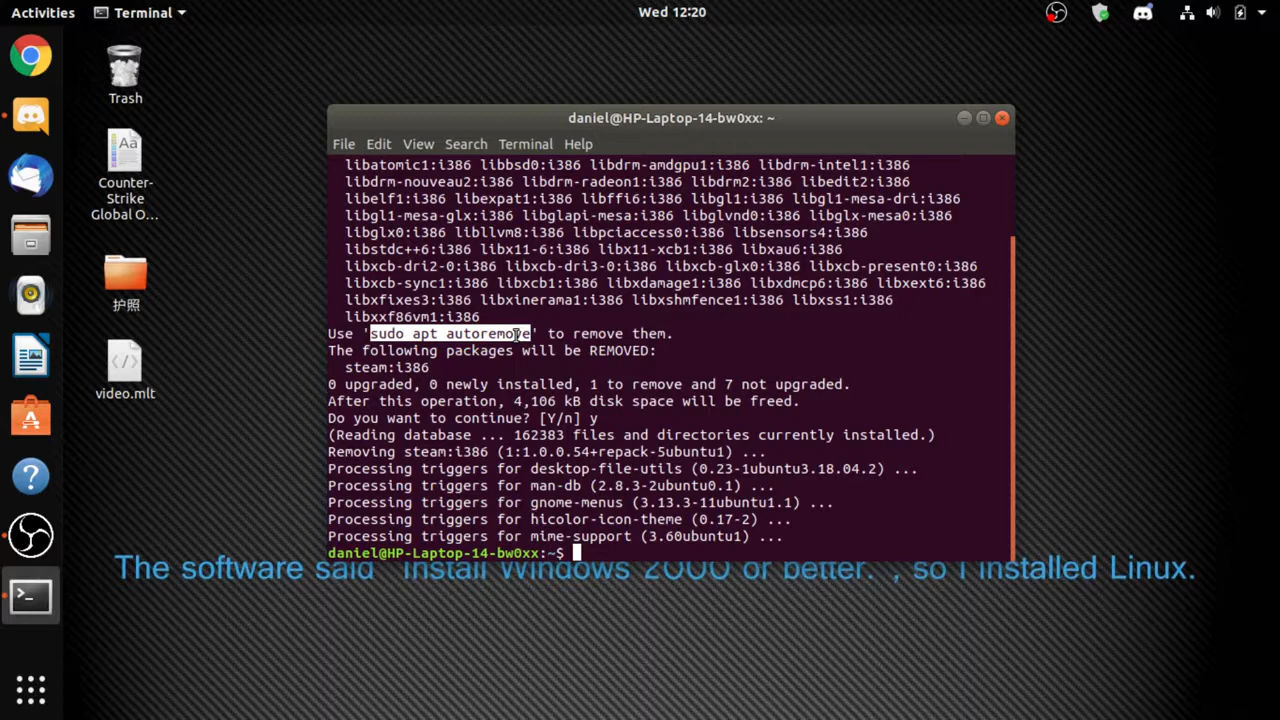 Activities Terminal Wed 12:20
Trash
Counter-
Strike
Global O...
护照
video.mlt
daniel@HP-Laptop-14-bw0xx: ~
File Edit View Search Terminal Help
libatomic1:i386 libbsd0:i386 libdrm-amdgpu1:i386 libdrm-intel1:i386
libdrm-nouveau2:i386 libdrm-radeon1:i386 libdrm2:i386 libedit2:i386
libelf1:i386 libexpat1:i386 libffi6:i386 libgl1:i386 libgl1-mesa-dri:i386
libgl1-mesa-glx:i386 libglapi-mesa:i386 libglvnd0:i386 libglx-mesa0:i386
libglx0:i386 libllvm8:i386 libpciaccess0:i386 libsensors4:i386
libstdc++6:i386 libx11-6:i386 libx11-xcb1:i386 libxau6:i386
libxcb-dri2-0:i386 libxcb-dri3-0:i386 libxcb-glx0:i386 libxcb-present0:i386
libxcb-sync1:i386 libxcb1:i386 libxdamage1:i386 libxdmcp6:i386 libxext6:i386
libxfixes3:i386 libxinerama1:i386 libxshmfence1:i386 libxss1:i386
libxxf86vm1:i386
Use 'sudo apt autoremove' to remove them.
The following packages will be REMOVED:
steam:i386
0 upgraded, 0 newly installed, 1 to remove and 7 not upgraded.
After this operation, 4,106 kB disk space will be freed.
Do you want to continue? [Y/n] y
(Reading database ... 162383 files and directories currently installed.)
Removing steam:i386 (1:1.0.0.54+repack-5ubuntu1) ...
Processing triggers for desktop-file-utils (0.23-1ubuntu3.18.04.2) ...
Processing triggers for man-db (2.8.3-2ubuntu0.1) ...
Processing triggers for gnome-menus (3.13.3-11ubuntu1.1) ...
Processing triggers for hicolor-icon-theme (0.17-2) ...
Processing triggers for mime-support (3.60ubuntu1) ...
daniel@HP-Laptop-14-bw0xx:~$
The software said "Install Windows 2000 or better.", so I installed Linux.